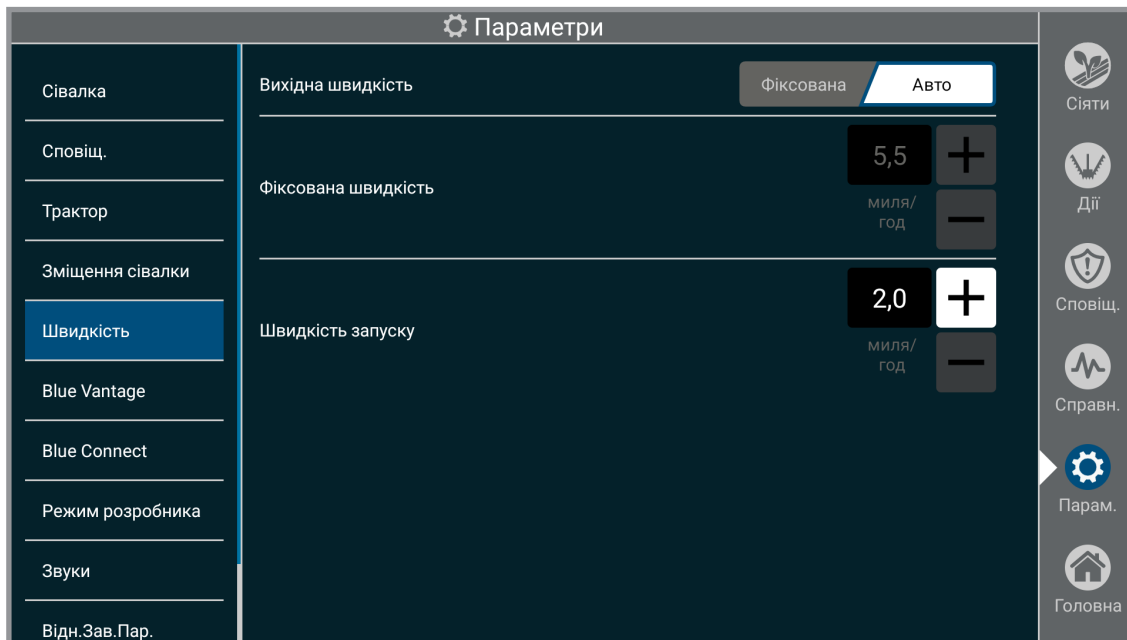 Параметри
Сівалка
Сповіщ.
Трактор
Зміщення сівалки
Швидкість
Blue Vantage
Blue Connect
Режим розробника
Звуки
Відн.Зав.Пар.
Вихідна швидкість
Фіксована
Авто
Фіксована швидкість
5,5
миля/
год
Швидкість запуску
2,0
миля/
год
Сіяти
Дії
Сповіщ.
Справн.
Парам.
Головна